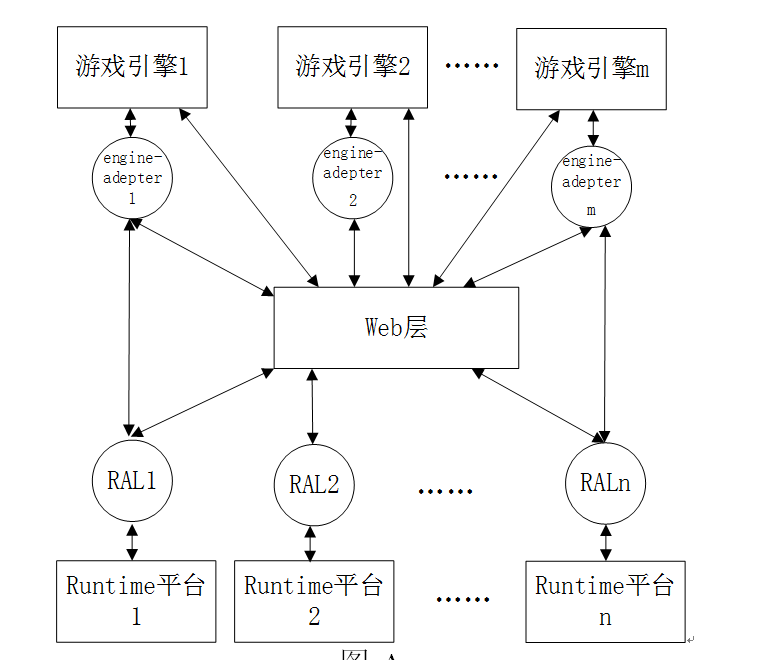 游戏引擎1
游戏引擎2
……
游戏引擎m
engine-
adepter
1
engine-
adepter
2
……
engine-
adepter
m
Web层
RAL1
RAL2
……
RALn
Runtime平台
1
Runtime平台
2
……
Runtime平台
n